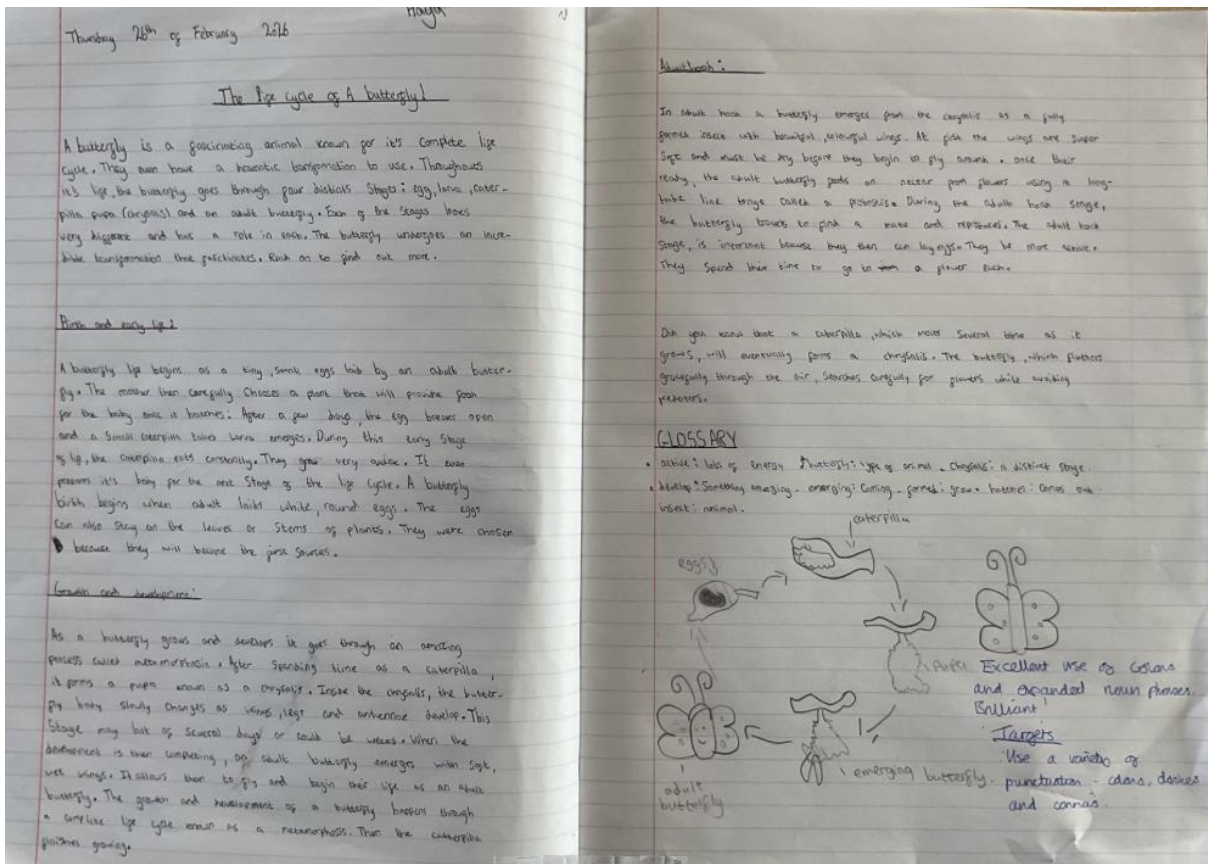 Haya
Thursday 26th of February 2026
The life cycle of A butterfly!
A butterfly is a fascinating animal known for it's complete life
cycle. They even have a transformation to use. Throughout
it's life, the butterfly goes through four Stages: egg, larva, cater-
pilla pupa (chrysalis) and an adult butterfly. Each of the Stages looks
very and has a role in each. The butterfly undergoes an incre-
dible transformation that fascinates. Read on to find out more.
Birth and early life:
A butterfly life begins as a tiny, small eggs laid by an adult butter-
fly. The mother then carefully chooses a plant that will provide food
for the baby once it hatches. After a few days, the egg breaks open
and a small caterpilla called larva emerges. During this early Stage
of life, the caterpilla eats constantly. They grow very quick. It even
prepares it's body for the next Stage of the life cycle. A butterfly
birth begins when adult white, round eggs. The eggs
can also stay on the leaves or Stems of plants. They were chosen
because they will become the sources.
Growth and development:
As a butterfly grows and develops it goes through an amazing
process called metamorphosis. After Spending time as a caterpilla,
it forms a pupa known as a chrysalis. Inside the chrysalis, the butter-
fly body slowly changes as wings, legs and antennae develop. This
Stage may of several days or could be weeks. When the
is then, an adult butterfly emerges with soft,
wet wings. It allows them to fly and begin their life as an adult
butterfly. The growth and development of a butterfly happens through
a complete life cycle known as a metamorphosis. Then the
finishes growing.
Adulthood:
In adult hood a butterfly emerges from the chrysalis as a fully
formed insect with beautiful, colourful wings. At first the wings are super
Soft and must be dry before they begin to fly around. once their
ready, the adult butterfly feeds on nectar from flowers using a long-
tube like called a proboscis. During the adult hood stage,
the butterfly to find a mate and reproduces. The adult hood
Stage, is important because they then can lay eggs. They be more active.
They Spend their time to go to a flower each.
Did you know that a caterpilla, which Several time as it
grows, will eventually forms a chrysalis. The butterfly, which flutters
gracefully through the air, Searches carefully for flowers while avoiding
predators.
GLOSSARY
• active: lots of energy butterfly: type of animal. chrysalis: a distinct stage.
• develop: Something emerging. emerging: Coming. formed: grow. hatches: Comes out
insect: animal.
caterpilla
eggs
pupa
emerging butterfly.
adult
butterfly
Excellent use of colons
and expanded noun phrases.
Brilliant!
Targets
Use a variety of
punctuation - colons, dashes
and commas.